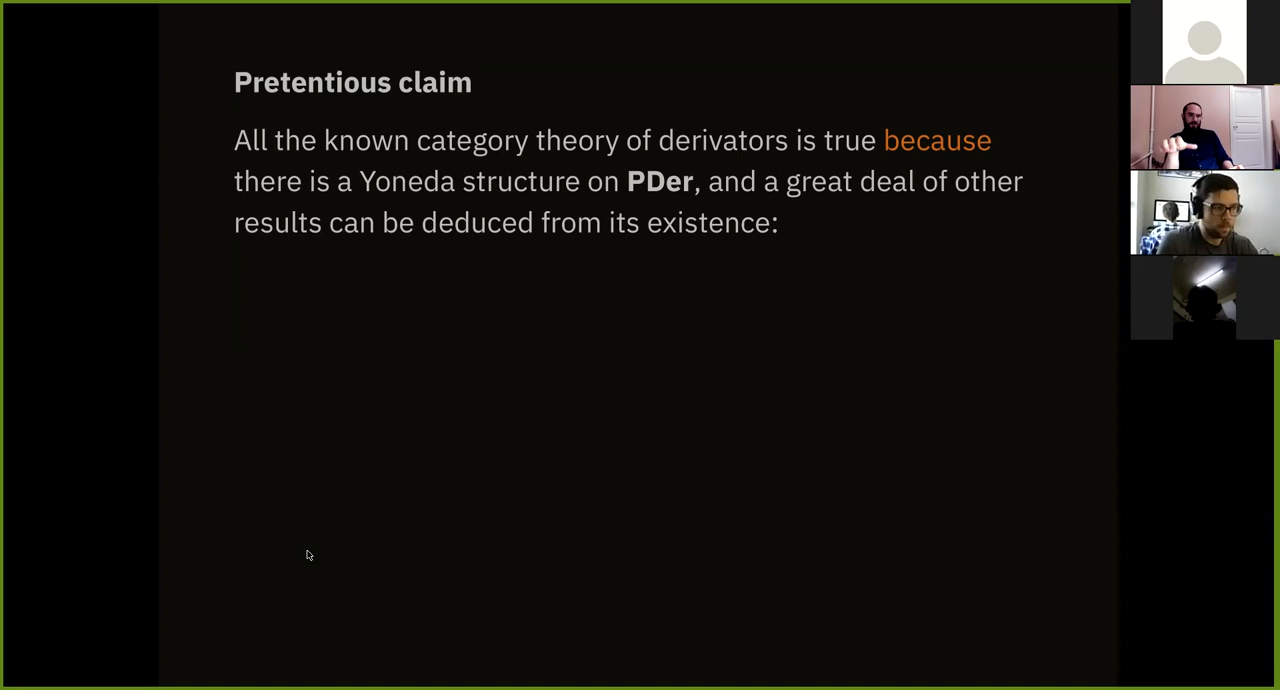 Pretentious claim
All the known category theory of derivators is true because
there is a Yoneda structure on PDer, and a great deal of other
results can be deduced from its existence: